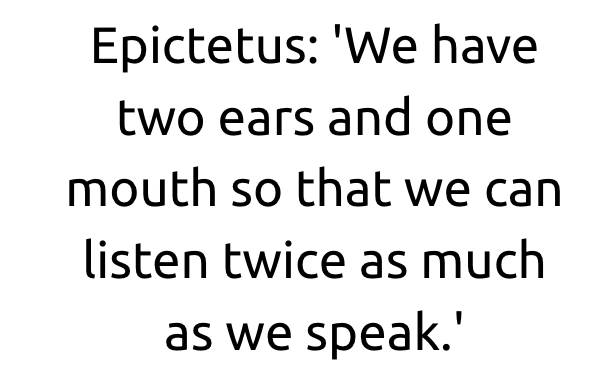 Epictetus: 'We have
two ears and one
mouth so that we can
listen twice as much
as we speak.'